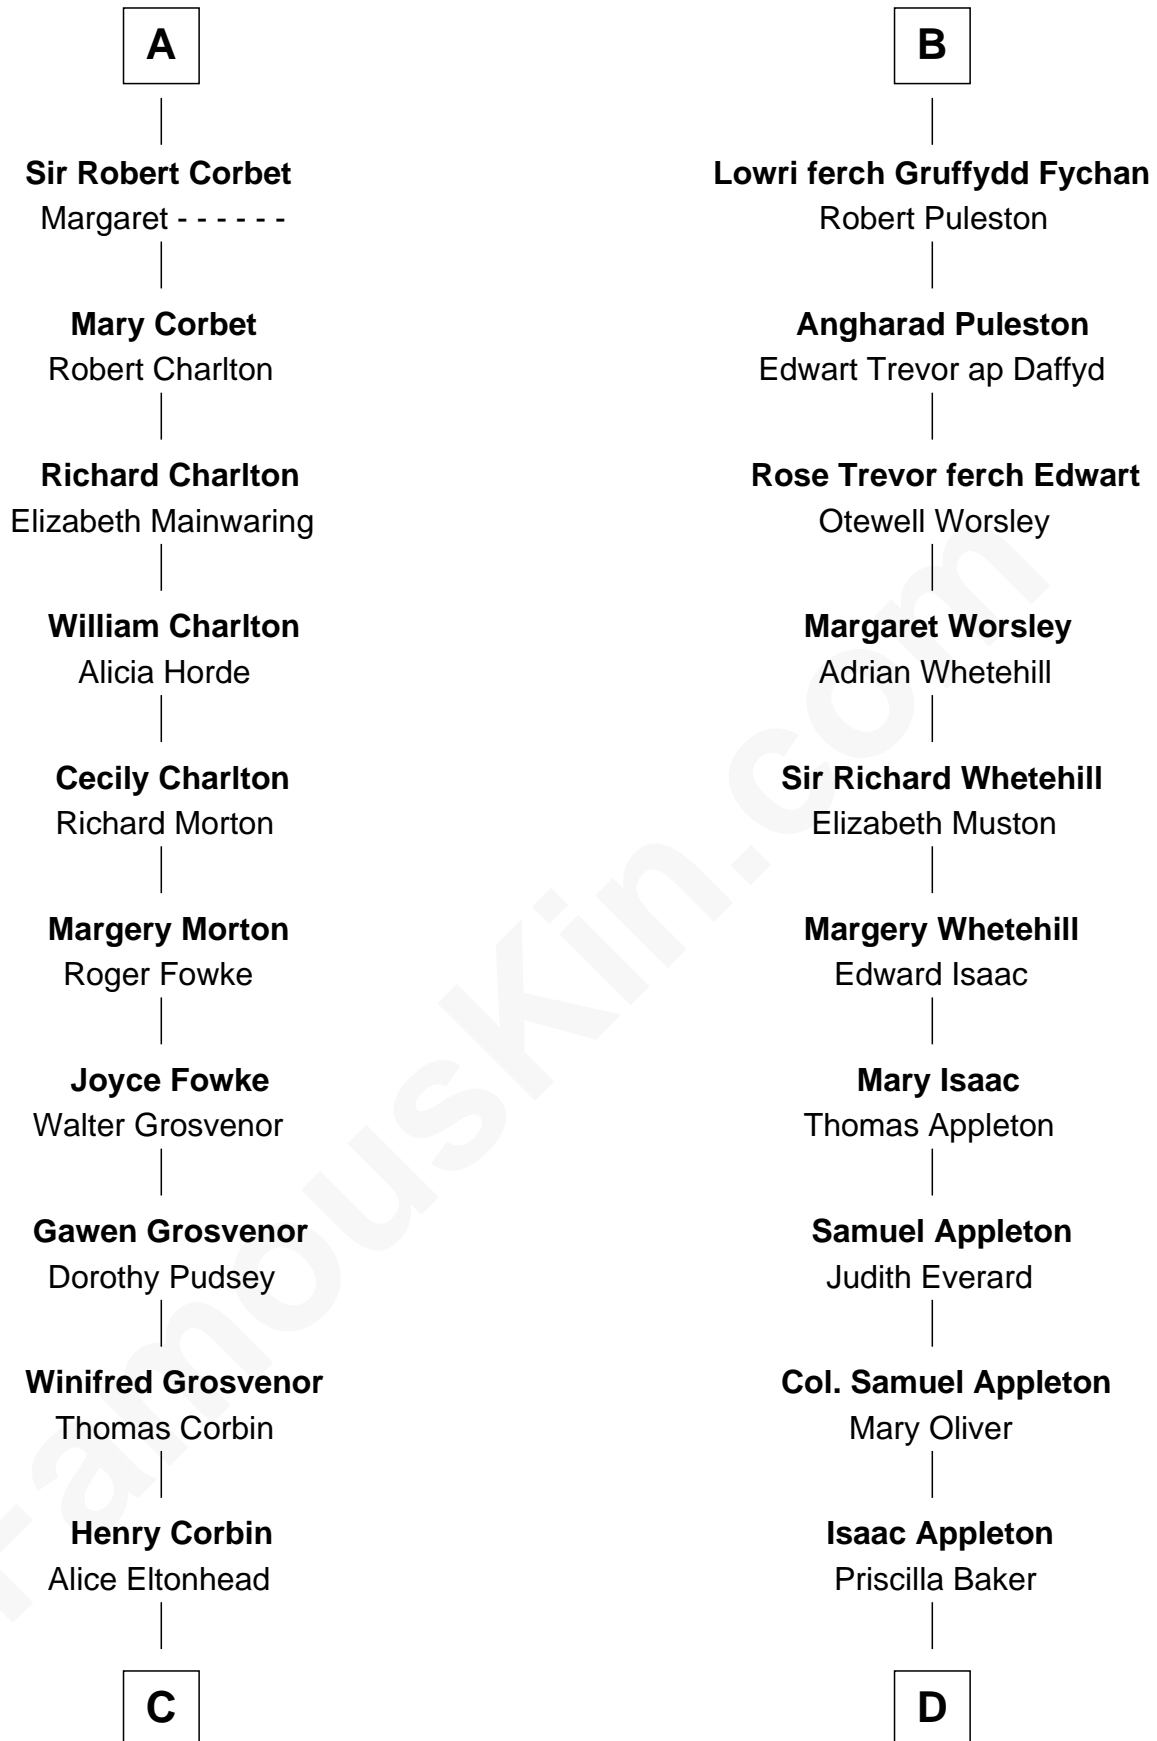 A
Sir Robert Corbet
Margaret - - - - - -
Mary Corbet
Robert Charlton
Richard Charlton
Elizabeth Mainwaring
William Charlton
Alicia Horde
Cecily Charlton
Richard Morton
Margery Morton
Roger Fowke
Joyce Fowke
Walter Grosvenor
Gawen Grosvenor
Dorothy Pudsey
Winifred Grosvenor
Thomas Corbin
Henry Corbin
Alice Eltonhead
C
B
Lowri ferch Gruffydd Fychan
Robert Puleston
Angharad Puleston
Edwart Trevor ap Daffyd
Rose Trevor ferch Edwart
Otewell Worsley
Margaret Worsley
Adrian Whetehill
Sir Richard Whetehill
Elizabeth Muston
Margery Whetehill
Edward Isaac
Mary Isaac
Thomas Appleton
Samuel Appleton
Judith Everard
Col. Samuel Appleton
Mary Oliver
Isaac Appleton
Priscilla Baker
D
FamousKin.com